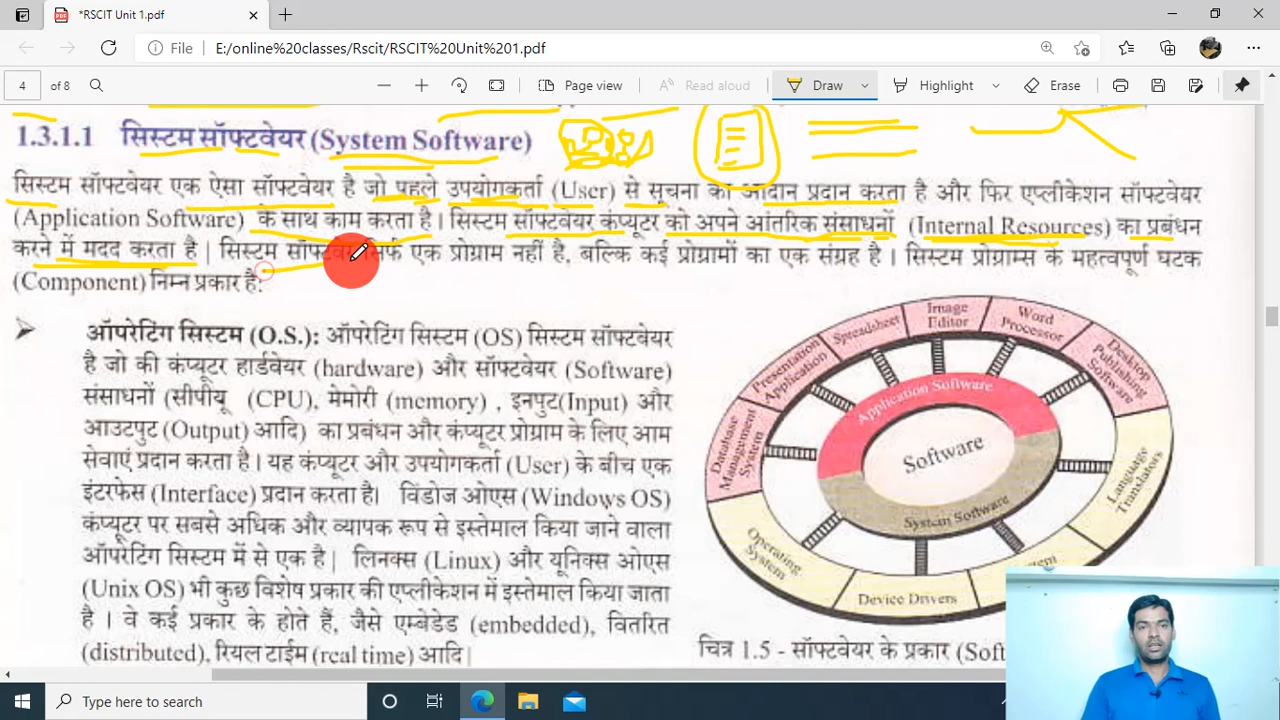 *RSCIT Unit 1.pdf
File
E:/online%20classes/Rscit/RSCIT%20Unit%201.pdf
4 of 8
Page view
Read aloud
Draw
Highlight
Erase
1.3.1.1 सिस्टम सॉफ्टवेयर (System Software)
सिस्टम सॉफ्टवेयर एक ऐसा सॉफ्टवेयर है जो पहले उपयोगकर्ता (User) से सूचना का आदान प्रदान करता है और फिर एप्लीकेशन सॉफ्टवेयर
(Application Software) के साथ काम करता है। सिस्टम सॉफ्टवेयर कंप्यूटर को अपने आंतरिक संसाधनों (Internal Resources) का प्रबंधन
करने में मदद करता है | सिस्टम सॉफ्टवेयर सिर्फ एक प्रोग्राम नहीं है, बल्कि कई प्रोग्रामों का एक संग्रह है । सिस्टम प्रोग्राम्स के महत्वपूर्ण घटक
(Component) निम्न प्रकार है:
ऑपरेटिंग सिस्टम (O.S.): ऑपरेटिंग सिस्टम (OS) सिस्टम सॉफ्टवेयर
है जो की कंप्यूटर हार्डवेयर (hardware) और सॉफ्टवेयर (Software)
संसाधनों (सीपीयू (CPU), मेमोरी (memory) , इनपुट(Input) और
आउटपुट (Output) आदि) का प्रबंधन और कंप्यूटर प्रोग्राम के लिए आम
सेवाएं प्रदान करता है। यह कंप्यूटर और उपयोगकर्ता (User) के बीच एक
इंटरफेस (Interface) प्रदान करता है। विंडोज ओएस (Windows OS)
कंप्यूटर पर सबसे अधिक और व्यापक रूप से इस्तेमाल किया जाने वाला
ऑपरेटिंग सिस्टम में से एक है | लिनक्स (Linux) और यूनिक्स ओएस
(Unix OS) भी कुछ विशेष प्रकार की एप्लीकेशन में इस्तेमाल किया जाता
है । वे कई प्रकार के होते हैं, जैसे एम्बेडेड (embedded), वितरित
(distributed), रियल टाईम (real time) आदि |
Database Management System
Presentation Application
Spreadsheet
Image Editor
Word Processor
Desktop Publishing Software
Application Software
Software
System Software
Operating System
Device Drivers
Language Translators
चित्र 1.5 - सॉफ्टवेयर के प्रकार
Type here to search